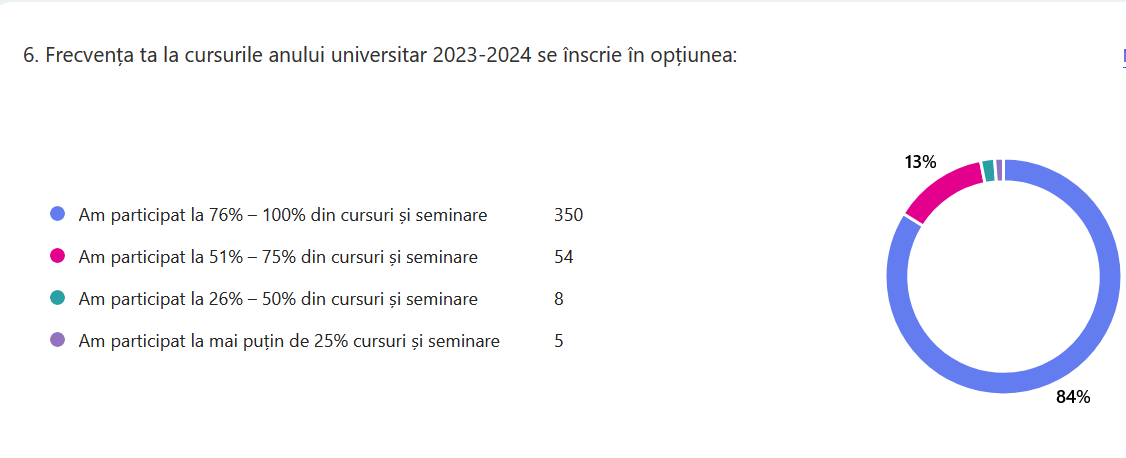 6. Frecvența ta la cursurile anului universitar 2023-2024 se înscrie în opțiunea:
13%
Am participat la 76% – 100% din cursuri și seminare 350
Am participat la 51% – 75% din cursuri și seminare 54
Am participat la 26% – 50% din cursuri și seminare 8
Am participat la mai puțin de 25% cursuri și seminare 5
84%